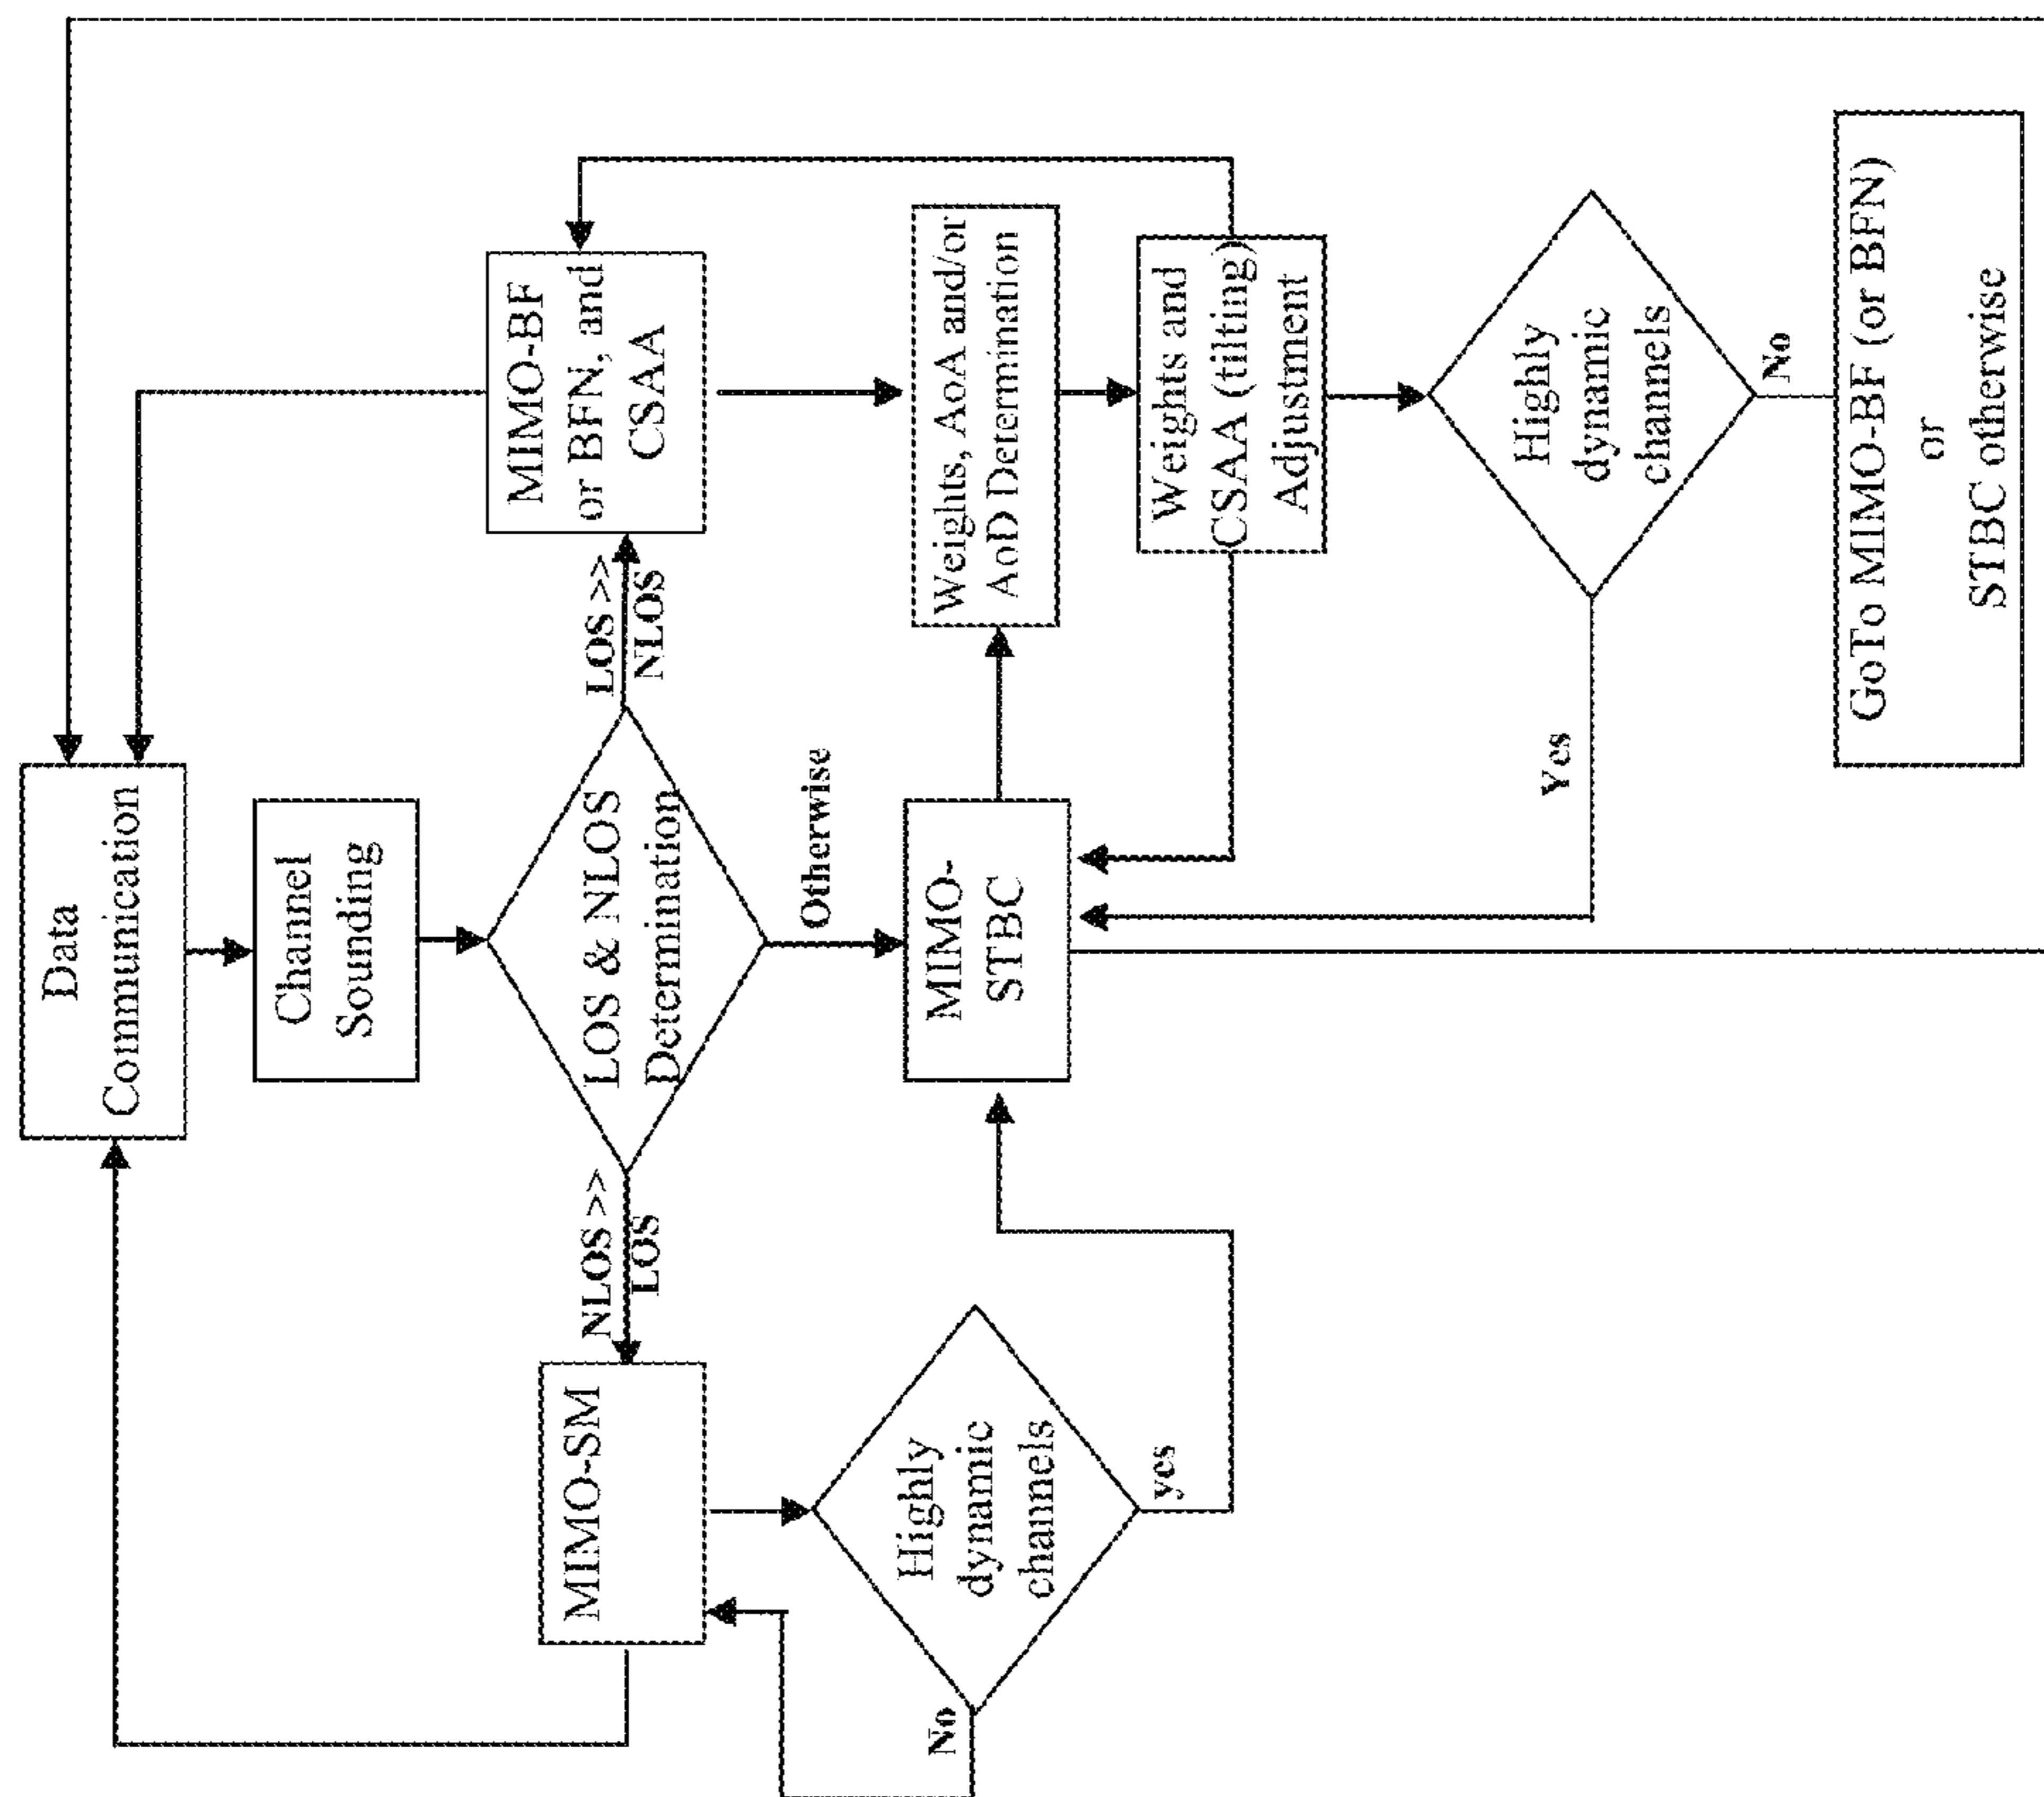 Data
Communication
Channel
Sounding
LOS & NLOS
Determination
NLOS >>
LOS
LOS >>
NLOS
Otherwise
MIMO-SM
MIMO-BF
or BFN, and
CSAA
Highly
dynamic
channels
No
yes
MIMO-
STBC
Weights, AoA and/or
AoD Determination
Weights and
CSAA (tilting)
Adjustment
Highly
dynamic
channels
Yes
No
GoTo MIMO-BF (or BFN)
or
STBC otherwise